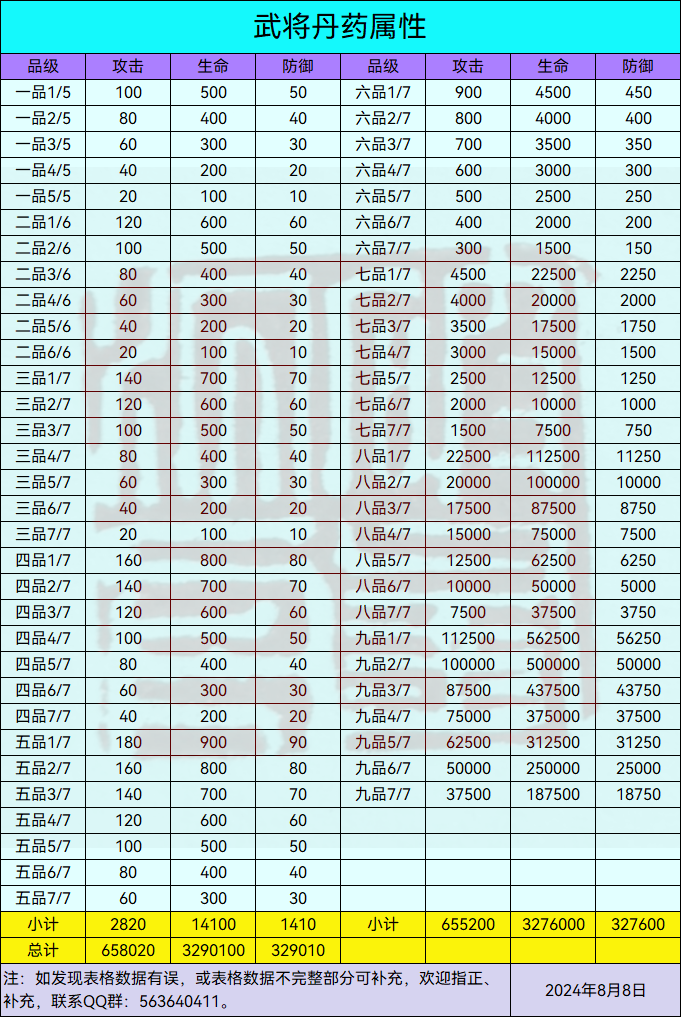 武将丹药属性
品级 攻击 生命 防御 品级 攻击 生命 防御
一品1/5 100 500 50 六品1/7 900 4500 450
一品2/5 80 400 40 六品2/7 800 4000 400
一品3/5 60 300 30 六品3/7 700 3500 350
一品4/5 40 200 20 六品4/7 600 3000 300
一品5/5 20 100 10 六品5/7 500 2500 250
二品1/6 120 600 60 六品6/7 400 2000 200
二品2/6 100 500 50 六品7/7 300 1500 150
二品3/6 80 400 40 七品1/7 4500 22500 2250
二品4/6 60 300 30 七品2/7 4000 20000 2000
二品5/6 40 200 20 七品3/7 3500 17500 1750
二品6/6 20 100 10 七品4/7 3000 15000 1500
三品1/7 140 700 70 七品5/7 2500 12500 1250
三品2/7 120 600 60 七品6/7 2000 10000 1000
三品3/7 100 500 50 七品7/7 1500 7500 750
三品4/7 80 400 40 八品1/7 22500 112500 11250
三品5/7 60 300 30 八品2/7 20000 100000 10000
三品6/7 40 200 20 八品3/7 17500 87500 8750
三品7/7 20 100 10 八品4/7 15000 75000 7500
四品1/7 160 800 80 八品5/7 12500 62500 6250
四品2/7 140 700 70 八品6/7 10000 50000 5000
四品3/7 120 600 60 八品7/7 7500 37500 3750
四品4/7 100 500 50 九品1/7 112500 562500 56250
四品5/7 80 400 40 九品2/7 100000 500000 50000
四品6/7 60 300 30 九品3/7 87500 437500 43750
四品7/7 40 200 20 九品4/7 75000 375000 37500
五品1/7 180 900 90 九品5/7 62500 312500 31250
五品2/7 160 800 80 九品6/7 50000 250000 25000
五品3/7 140 700 70 九品7/7 37500 187500 18750
五品4/7 120 600 60
五品5/7 100 500 50
五品6/7 80 400 40
五品7/7 60 300 30
小计 2820 14100 1410 小计 655200 3276000 327600
总计 658020 3290100 329010
注：如发现表格数据有误，或表格数据不完整部分可补充，欢迎指正、
补充，联系QQ群：563640411。
2024年8月8日